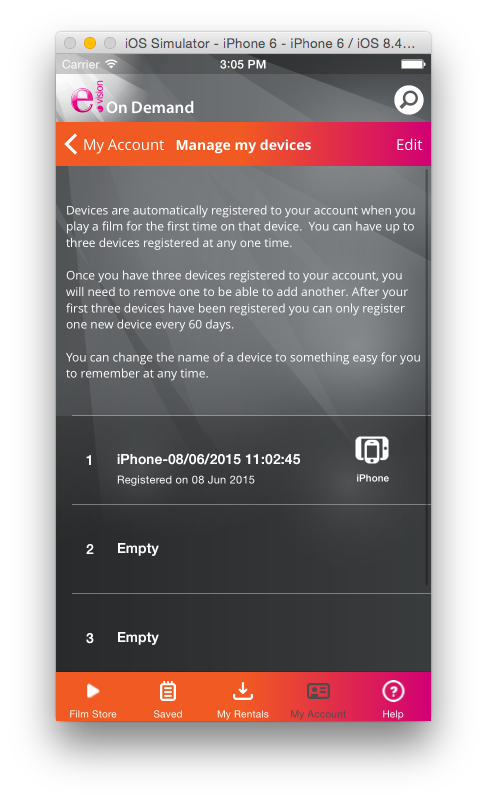 iOS Simulator - iPhone 6 - iPhone 6 / iOS 8.4...
Carrier 3:05 PM
e vision On Demand
My Account Manage my devices Edit
Devices are automatically registered to your account when you
play a film for the first time on that device.  You can have up to
three devices registered at any one time.
Once you have three devices registered to your account, you
will need to remove one to be able to add another. After your
first three devices have been registered you can only register
one new device every 60 days.
You can change the name of a device to something easy for you
to remember at any time.
1 iPhone-08/06/2015 11:02:45
Registered on 08 Jun 2015 iPhone
2 Empty
3 Empty
Film Store Saved My Rentals My Account Help